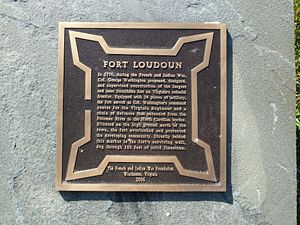 FORT LOUDOUN
In 1756, during the French and Indian War,
Col. George Washington proposed, designed,
and supervised construction of the largest
and most formidable fort on Virginia's colonial
frontier. Equipped with 14 pieces of artillery,
the fort served as Col. Washington's command
center for the Virginia Regiment and a
chain of defenses that extended from the
Potomac River to the North Carolina border.
Situated on the high ground north of the
town, the fort overlooked and protected
the developing community. Directly behind
this marker is the fort's surviving well,
dug through 103 feet of solid limestone.
The French and Indian War Foundation
Winchester, Virginia
2006